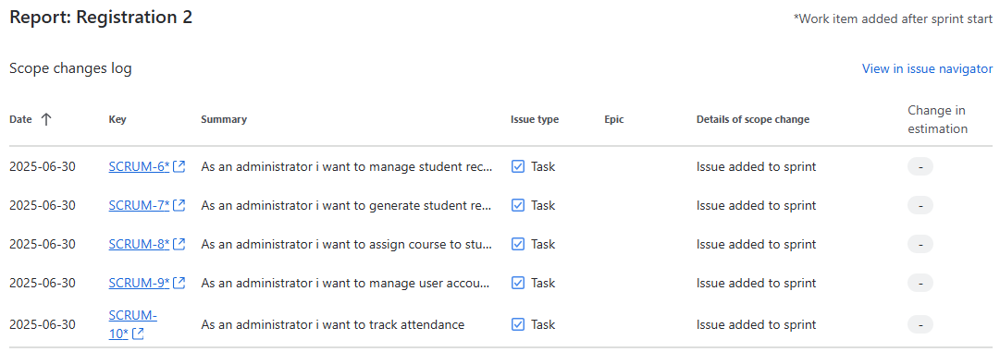 Report: Registration 2
*Work item added after sprint start
Scope changes log
View in issue navigator
Date Key Summary Issue type Epic Details of scope change Change in estimation
2025-06-30 SCRUM-6* As an administrator i want to manage student rec... Task Issue added to sprint -
2025-06-30 SCRUM-7* As an administrator i want to generate student re... Task Issue added to sprint -
2025-06-30 SCRUM-8* As an administrator i want to assign course to stu... Task Issue added to sprint -
2025-06-30 SCRUM-9* As an administrator i want to manage user accou... Task Issue added to sprint -
2025-06-30 SCRUM-10* As an administrator i want to track attendance Task Issue added to sprint -